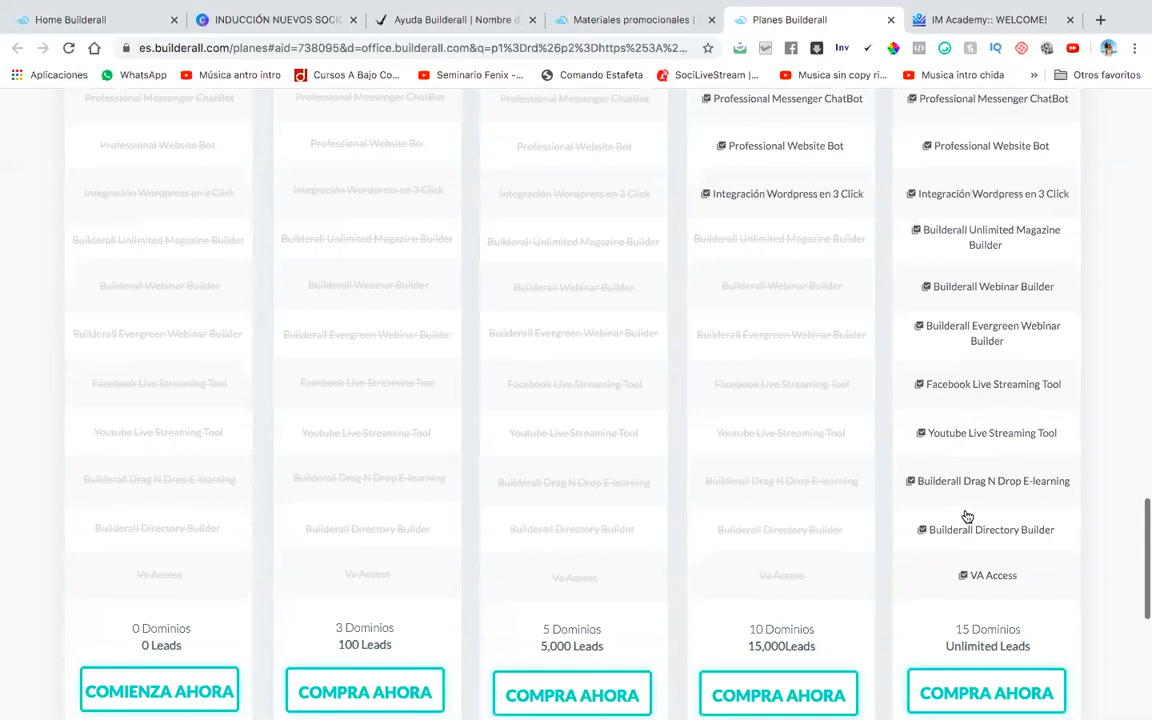 Home Builderall
INDUCCIÓN NUEVOS SOCI
Ayuda Builderall | Nombre d
Materiales promocionales |
Planes Builderall
IM Academy:: WELCOME!
es.builderall.com/planes#aid=738095&d=office.builderall.com&q=p1%3Rd%26p2%3Dhttps%253A%2...
Inv
IQ
Aplicaciones
WhatsApp
Música antro intro
Cursos A Bajo Co...
Seminario Fenix -...
Comando Estafeta
SociLiveStream |...
Musica sin copy ri...
Musica intro chida
»
Otros favoritos
Professional Messenger ChatBot
Professional Messenger ChatBot
Professional Messenger ChatBot
Professional Messenger ChatBot
Professional Messenger ChatBot
Professional Website Bot
Professional Website Bot
Professional Website Bot
Professional Website Bot
Professional Website Bot
Integración Wordpress en 3 Click
Integración Wordpress en 3 Click
Integración Wordpress en 3 Click
Integración Wordpress en 3 Click
Integración Wordpress en 3 Click
Builderall Unlimited Magazine Builder
Builderall Unlimited Magazine Builder
Builderall Unlimited Magazine Builder
Builderall Unlimited Magazine Builder
Builderall Unlimited Magazine
Builder
Builderall Webinar Builder
Builderall Webinar Builder
Builderall Webinar Builder
Builderall Webinar Builder
Builderall Webinar Builder
Builderall Evergreen Webinar Builder
Builderall Evergreen Webinar Builder
Builderall Evergreen Webinar Builder
Builderall Evergreen Webinar Builder
Builderall Evergreen Webinar
Builder
Facebook Live Streaming Tool
Facebook Live Streaming Tool
Facebook Live Streaming Tool
Facebook Live Streaming Tool
Facebook Live Streaming Tool
Youtube Live Streaming Tool
Youtube Live Streaming Tool
Youtube Live Streaming Tool
Youtube Live Streaming Tool
Youtube Live Streaming Tool
Builderall Drag N Drop E-learning
Builderall Drag N Drop E-learning
Builderall Drag N Drop E-learning
Builderall Drag N Drop E-learning
Builderall Drag N Drop E-learning
Builderall Directory Builder
Builderall Directory Builder
Builderall Directory Builder
Builderall Directory Builder
Builderall Directory Builder
Va Access
Va Access
Va Access
Va Access
VA Access
0 Dominios
0 Leads
3 Dominios
100 Leads
5 Dominios
5,000 Leads
10 Dominios
15,000Leads
15 Dominios
Unlimited Leads
COMIENZA AHORA
COMPRA AHORA
COMPRA AHORA
COMPRA AHORA
COMPRA AHORA